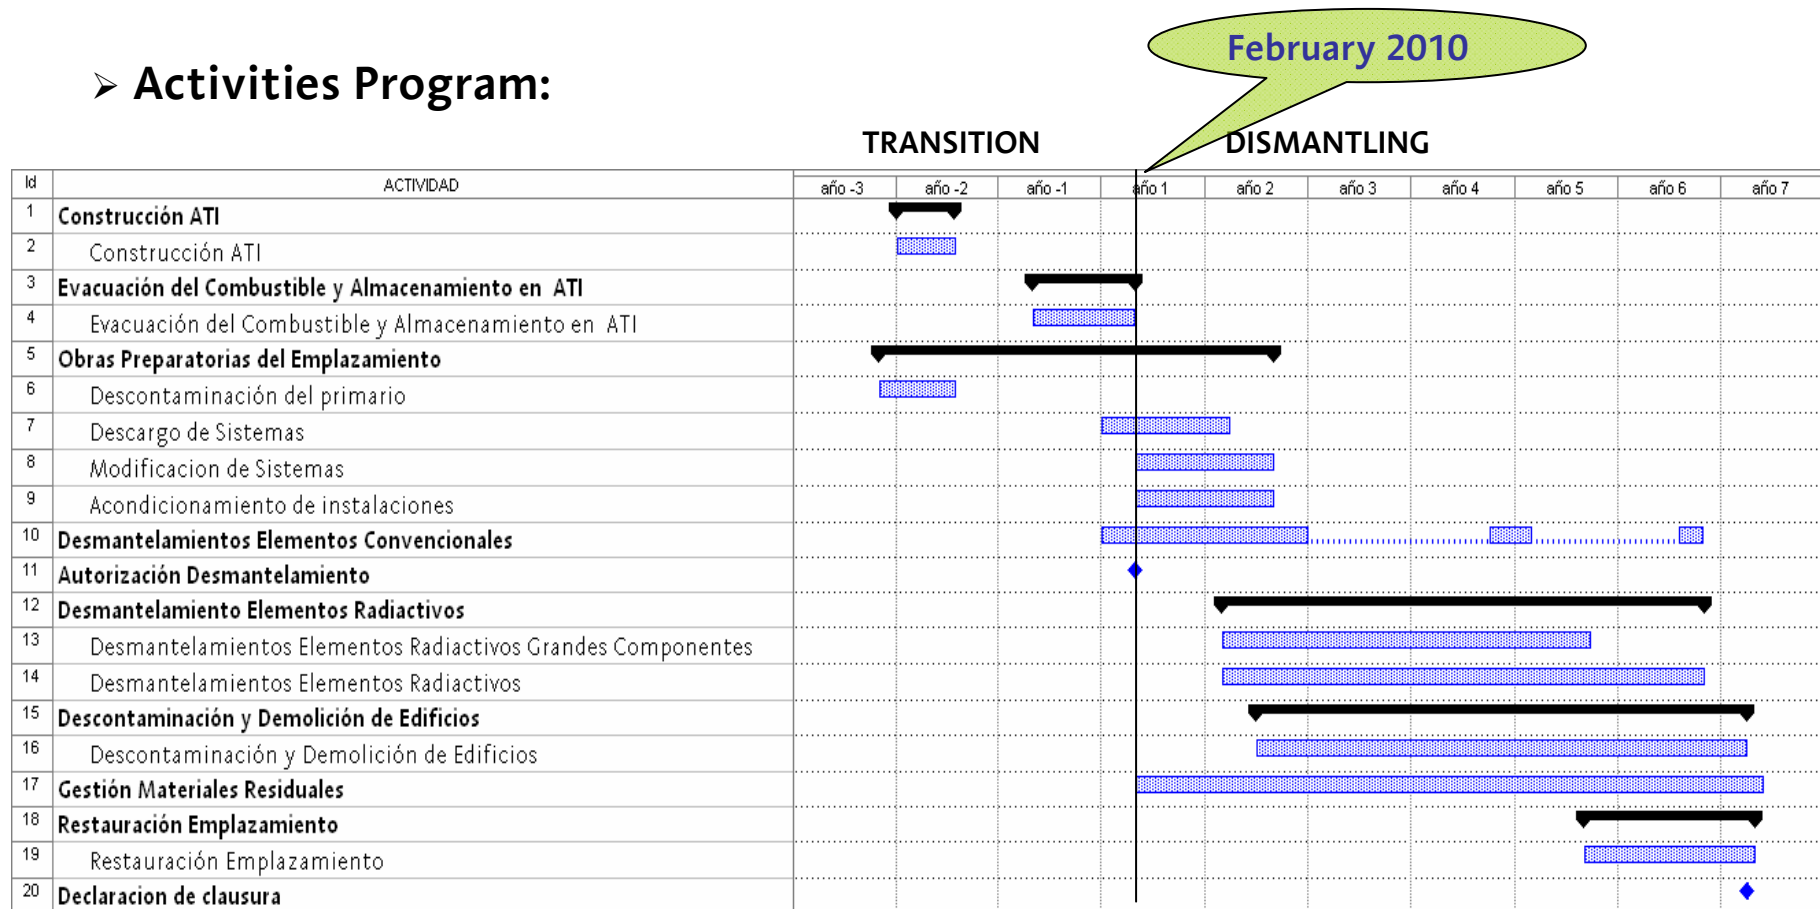 February 2010
➢ Activities Program:
TRANSITION DISMANTLING
Id ACTIVIDAD año -3 año -2 año -1 año 1 año 2 año 3 año 4 año 5 año 6 año 7
1 Construcción ATI
2 Construcción ATI
3 Evacuación del Combustible y Almacenamiento en ATI
4 Evacuación del Combustible y Almacenamiento en ATI
5 Obras Preparatorias del Emplazamiento
6 Descontaminación del primario
7 Descargo de Sistemas
8 Modificacion de Sistemas
9 Acondicionamiento de instalaciones
10 Desmantelamientos Elementos Convencionales
11 Autorización Desmantelamiento
12 Desmantelamiento Elementos Radiactivos
13 Desmantelamientos Elementos Radiactivos Grandes Componentes
14 Desmantelamientos Elementos Radiactivos
15 Descontaminación y Demolición de Edificios
16 Descontaminación y Demolición de Edificios
17 Gestión Materiales Residuales
18 Restauración Emplazamiento
19 Restauración Emplazamiento
20 Declaracion de clausura